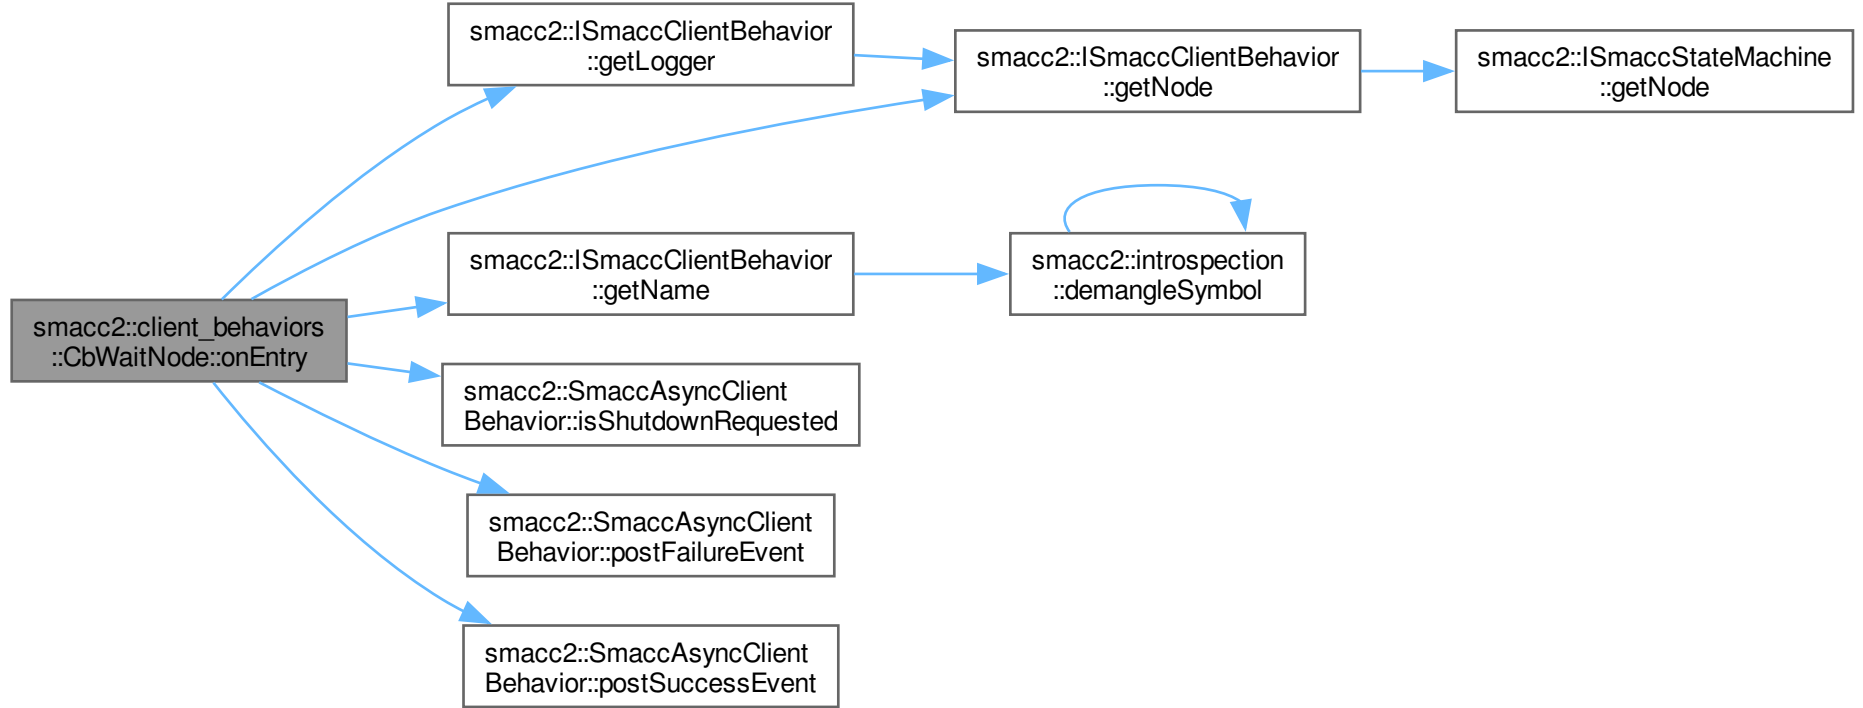 smacc2::ISmaccClientBehavior
::getLogger
smacc2::ISmaccClientBehavior
::getNode
smacc2::ISmaccStateMachine
::getNode
smacc2::ISmaccClientBehavior
::getName
smacc2::introspection
::demangleSymbol
smacc2::client_behaviors
::CbWaitNode::onEntry
smacc2::SmaccAsyncClient
Behavior::isShutdownRequested
smacc2::SmaccAsyncClient
Behavior::postFailureEvent
smacc2::SmaccAsyncClient
Behavior::postSuccessEvent